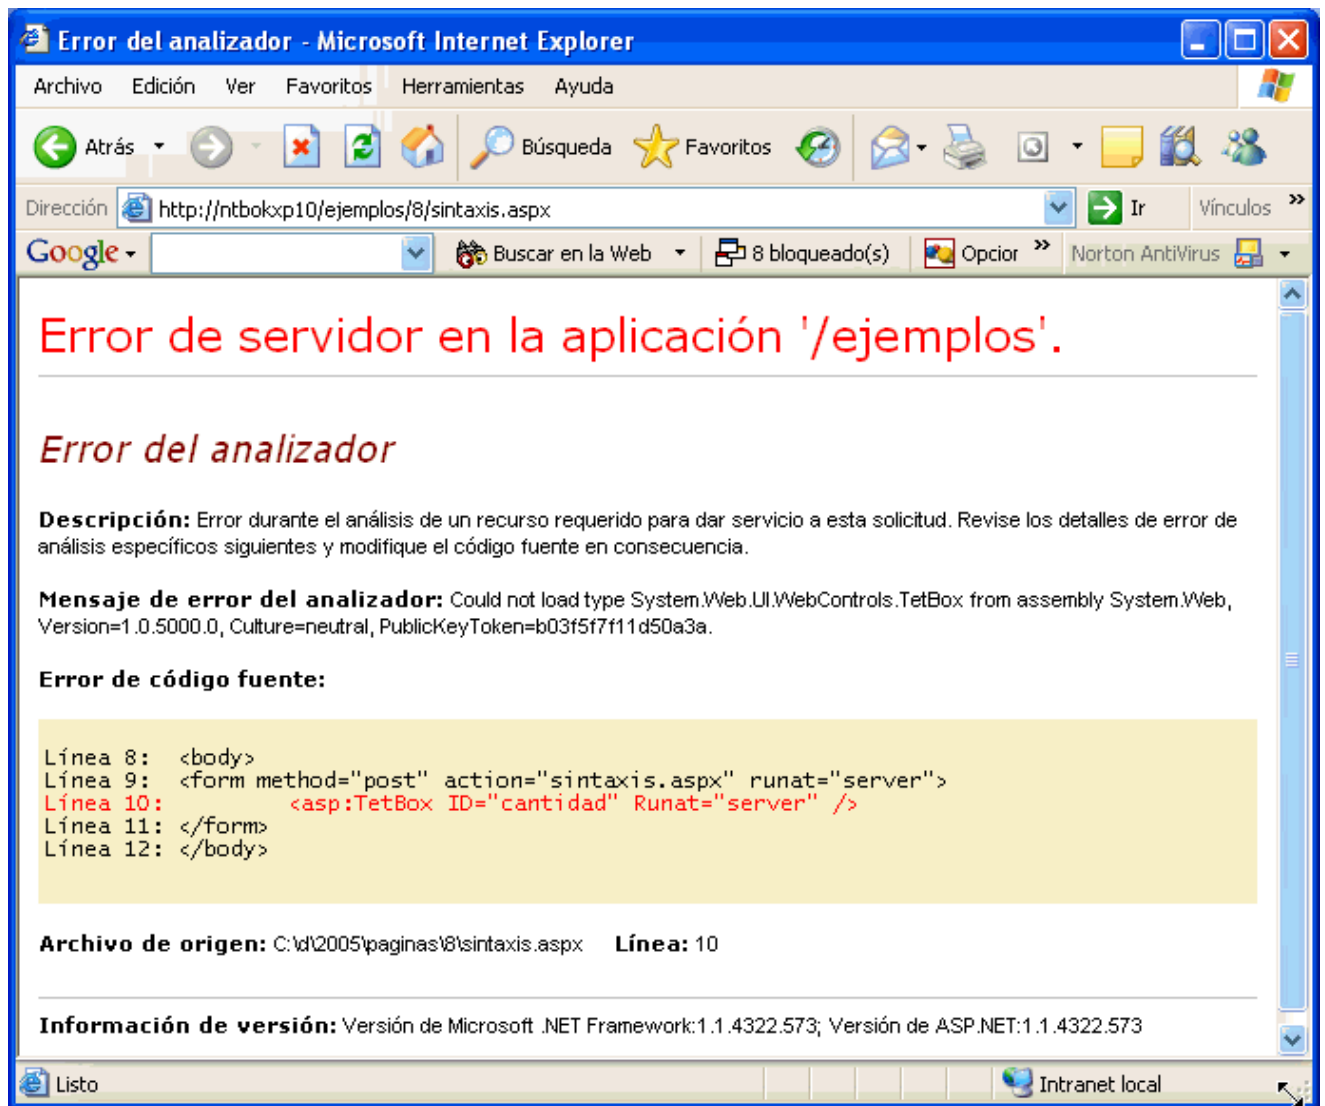 Error del analizador - Microsoft Internet Explorer
Archivo Edición Ver Favoritos Herramientas Ayuda
Atrás Búsqueda Favoritos
Dirección http://ntbokxp10/ejemplos/8/sintaxis.aspx Ir Vínculos »
Google Buscar en la Web 8 bloqueado(s) Opcior » Norton AntiVirus
Error de servidor en la aplicación '/ejemplos'.
Error del analizador
Descripción: Error durante el análisis de un recurso requerido para dar servicio a esta solicitud. Revise los detalles de error de
análisis específicos siguientes y modifique el código fuente en consecuencia.
Mensaje de error del analizador: Could not load type System.Web.UI.WebControls.TetBox from assembly System.Web,
Version=1.0.5000.0, Culture=neutral, PublicKeyToken=b03f5f7f11d50a3a.
Error de código fuente:
Línea 8:  <body>
Línea 9:  <form method="post" action="sintaxis.aspx" runat="server">
Línea 10:         <asp:TetBox ID="cantidad" Runat="server" />
Línea 11: </form>
Línea 12: </body>
Archivo de origen: C:\d\2005\paginas\8\sintaxis.aspx    Línea: 10
Información de versión: Versión de Microsoft .NET Framework:1.1.4322.573; Versión de ASP.NET:1.1.4322.573
Listo Intranet local